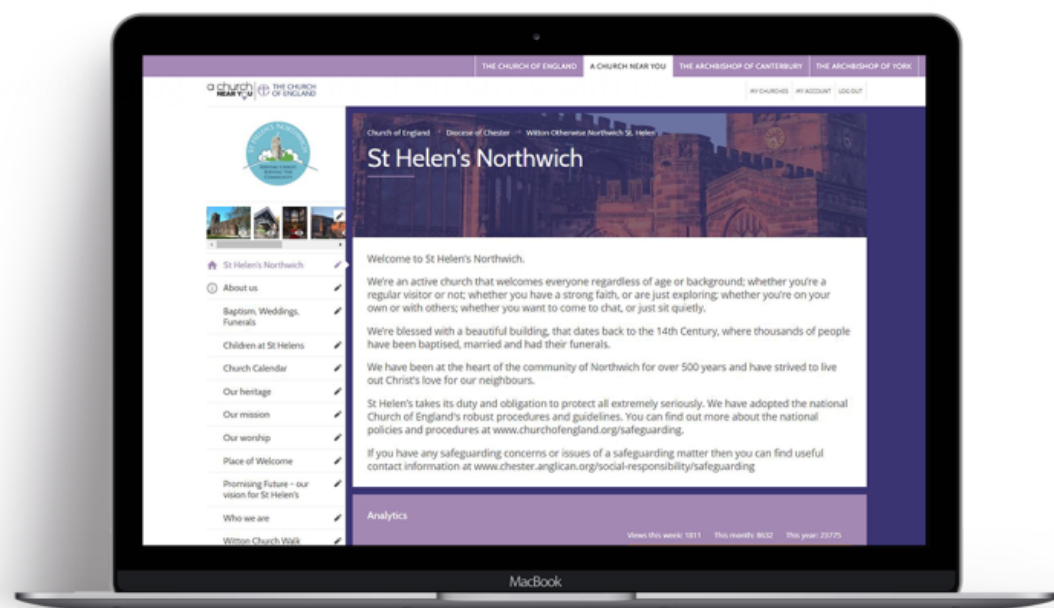 THE CHURCH OF ENGLAND A CHURCH NEAR YOU THE ARCHBISHOP OF CANTERBURY THE ARCHBISHOP OF YORK
a church
NEAR YOU
THE CHURCH
OF ENGLAND
MY CHURCHES MY ACCOUNT LOG OUT
ST HELEN'S NORTHWICH
SERVING THE
COMMUNITY
Church of England Diocese of Chester Witton Otherwise Northwich St. Helen
St Helen's Northwich
St Helen's Northwich
About us
Baptism, Weddings,
Funerals
Children at St Helens
Church Calendar
Our heritage
Our mission
Our worship
Place of Welcome
Promising Future – our
vision for St Helen's
Who we are
Witton Church Walk
Welcome to St Helen's Northwich.
We're an active church that welcomes everyone regardless of age or background; whether you're a
regular visitor or not; whether you have a strong faith, or are just exploring; whether you're on your
own or with others; whether you want to come to chat, or just sit quietly.
We're blessed with a beautiful building, that dates back to the 14th Century, where thousands of people
have been baptised, married and had their funerals.
We have been at the heart of the community of Northwich for over 500 years and have strived to live
out Christ's love for our neighbours.
St Helen's takes its duty and obligation to protect all extremely seriously. We have adopted the national
Church of England's robust procedures and guidelines. You can find out more about the national
policies and procedures at www.churchofengland.org/safeguarding.
If you have any safeguarding concerns or issues of a safeguarding matter then you can find useful
contact information at www.chester.anglican.org/social-responsibility/safeguarding
Analytics
Views this week: 1811 This month: 8632 This year: 23775
MacBook